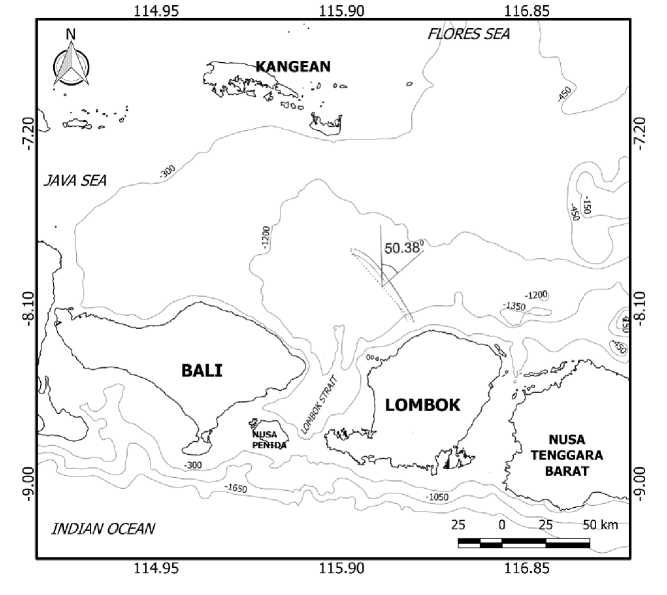 114.95 115.90 116.85
FLORES SEA
N
KANGEAN
-450
-7.20 -7.20
-300
JAVA SEA
-150
-450
-1200
50.38⁰
-1200
-1350
-8.10 -8.10
-450
-450
BALI
LOMBOK STRAIT
LOMBOK
NUSA
PENIDA
NUSA
TENGGARA
BARAT
-300
-1650
-1050
-9.00 -9.00
25 0 25 50 km
INDIAN OCEAN
114.95 115.90 116.85